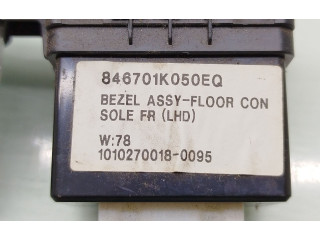 846701K050EQ
BEZEL ASSY-FLOOR CON
SOLE FR (LHD)
W:78
1010270018-0095